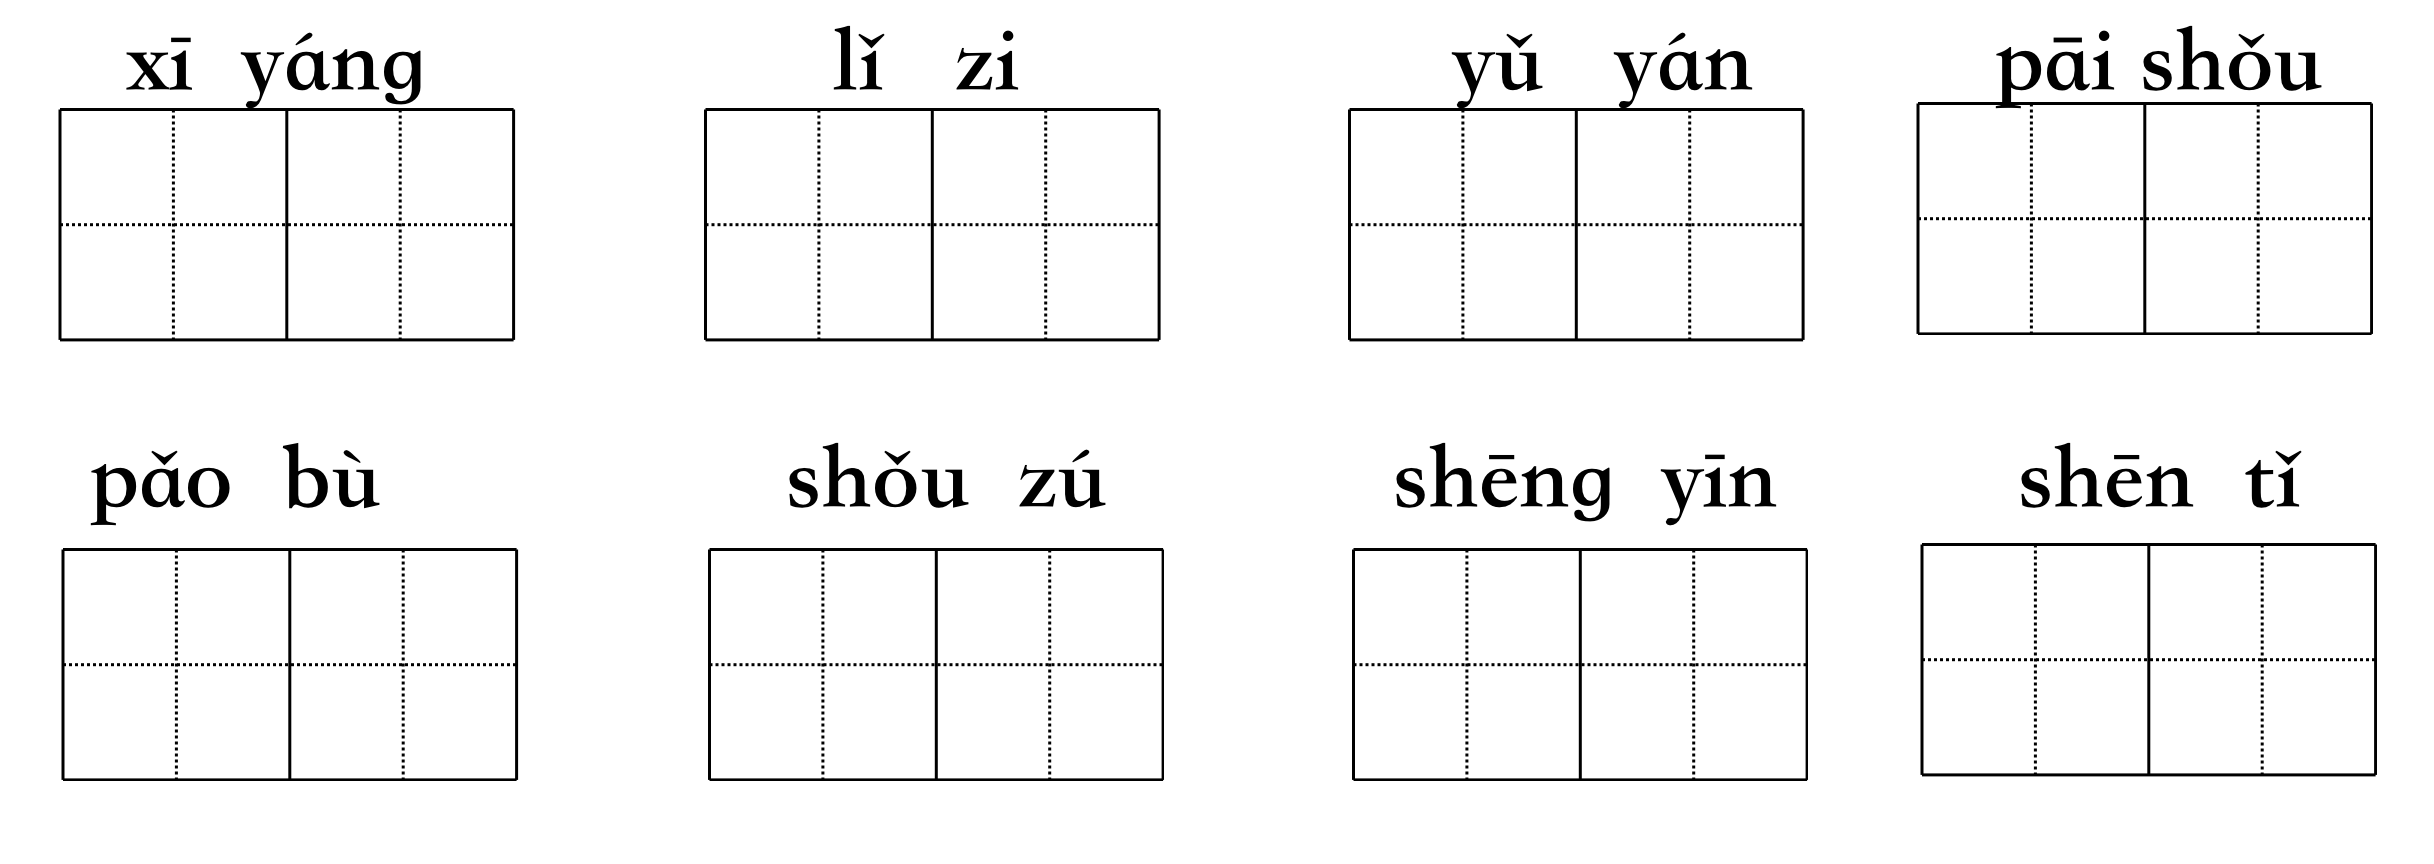 xī yáng lǐ zi yǔ yán pāi shǒu
pǎo bù shǒu zú shēng yīn shēn tǐ